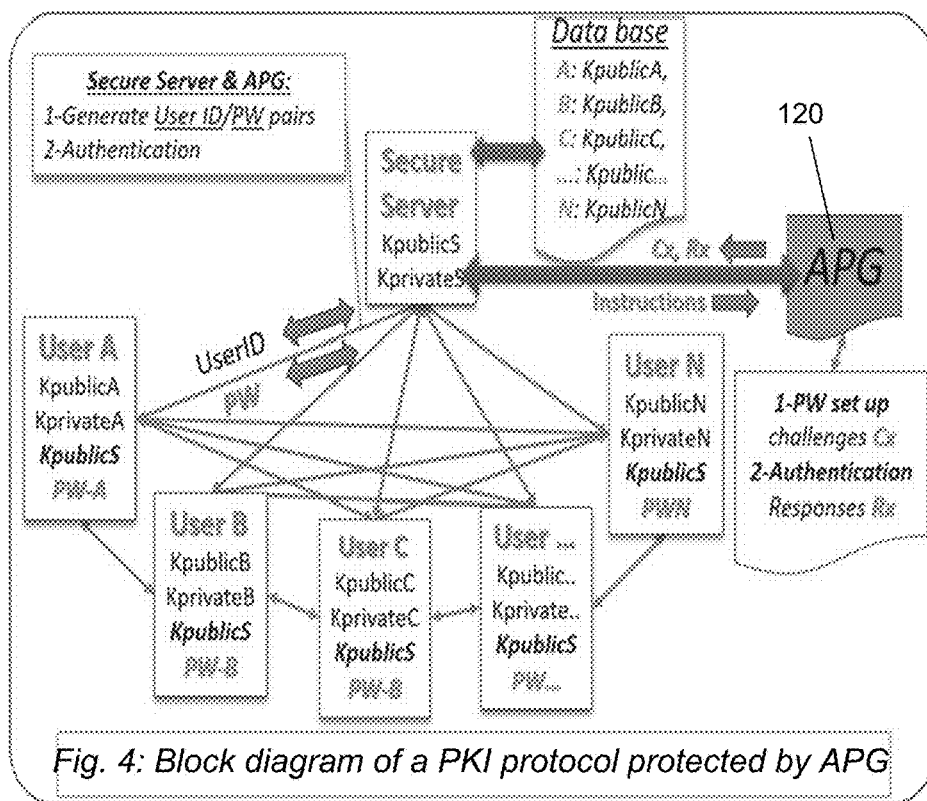 Secure Server & APG:
1-Generate User ID/PW pairs
2-Authentication
Data base
A: KpublicA,
B: KpublicB,
C: KpublicC,
...: Kpublic...
N: KpublicN
120
Secure
Server
KpublicS
KprivateS
Cx, Rx
Instructions
APG
UserID
PW
User A
KpublicA
KprivateA
KpublicS
PW-A
User B
KpublicB
KprivateB
KpublicS
PW-B
User C
KpublicC
KprivateC
KpublicS
PW-B
User ...
Kpublic..
Kprivate..
KpublicS
PW...
User N
KpublicN
KprivateN
KpublicS
PWN
1-PW set up
challenges Cx
2-Authentication
Responses Rx
Fig. 4: Block diagram of a PKI protocol protected by APG